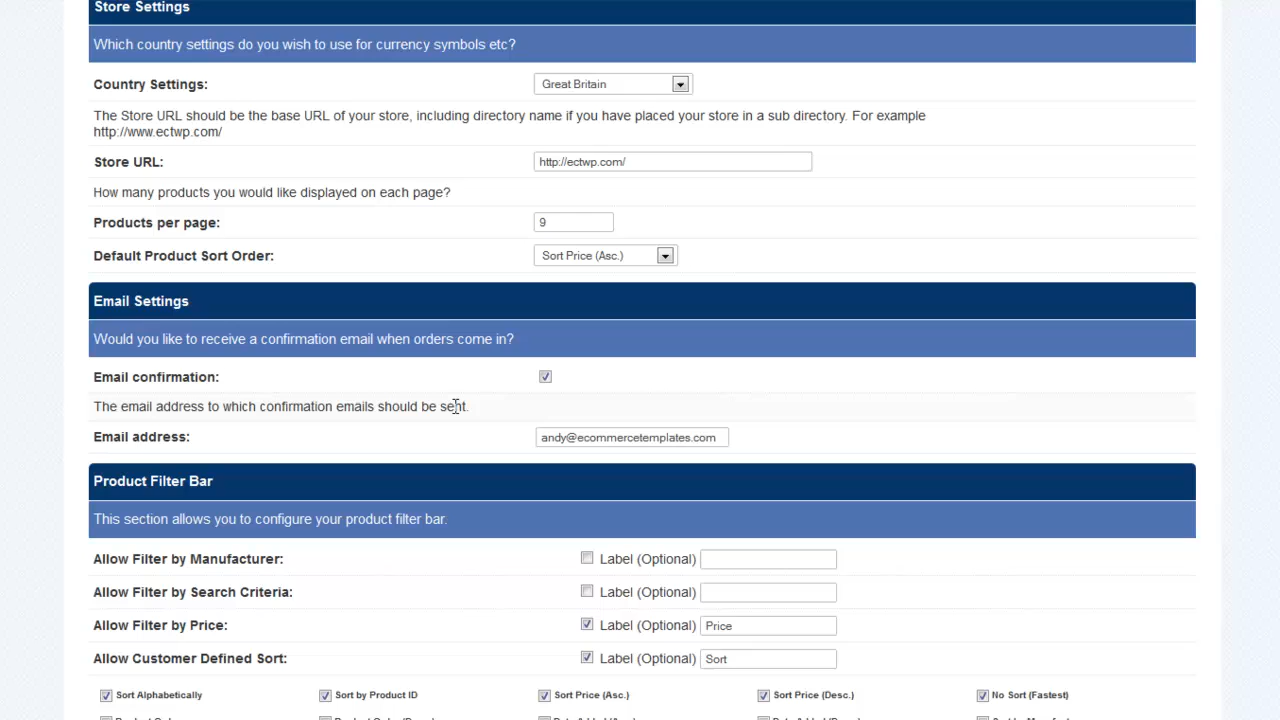 Store Settings
Which country settings do you wish to use for currency symbols etc?
Country Settings: Great Britain
The Store URL should be the base URL of your store, including directory name if you have placed your store in a sub directory. For example
http://www.ectwp.com/
Store URL: http://ectwp.com/
How many products you would like displayed on each page?
Products per page: 9
Default Product Sort Order: Sort Price (Asc.)
Email Settings
Would you like to receive a confirmation email when orders come in?
Email confirmation:
The email address to which confirmation emails should be sent.
Email address: andy@ecommercetemplates.com
Product Filter Bar
This section allows you to configure your product filter bar.
Allow Filter by Manufacturer: Label (Optional)
Allow Filter by Search Criteria: Label (Optional)
Allow Filter by Price: Label (Optional) Price
Allow Customer Defined Sort: Label (Optional) Sort
Sort Alphabetically Sort by Product ID Sort Price (Asc.) Sort Price (Desc.) No Sort (Fastest)